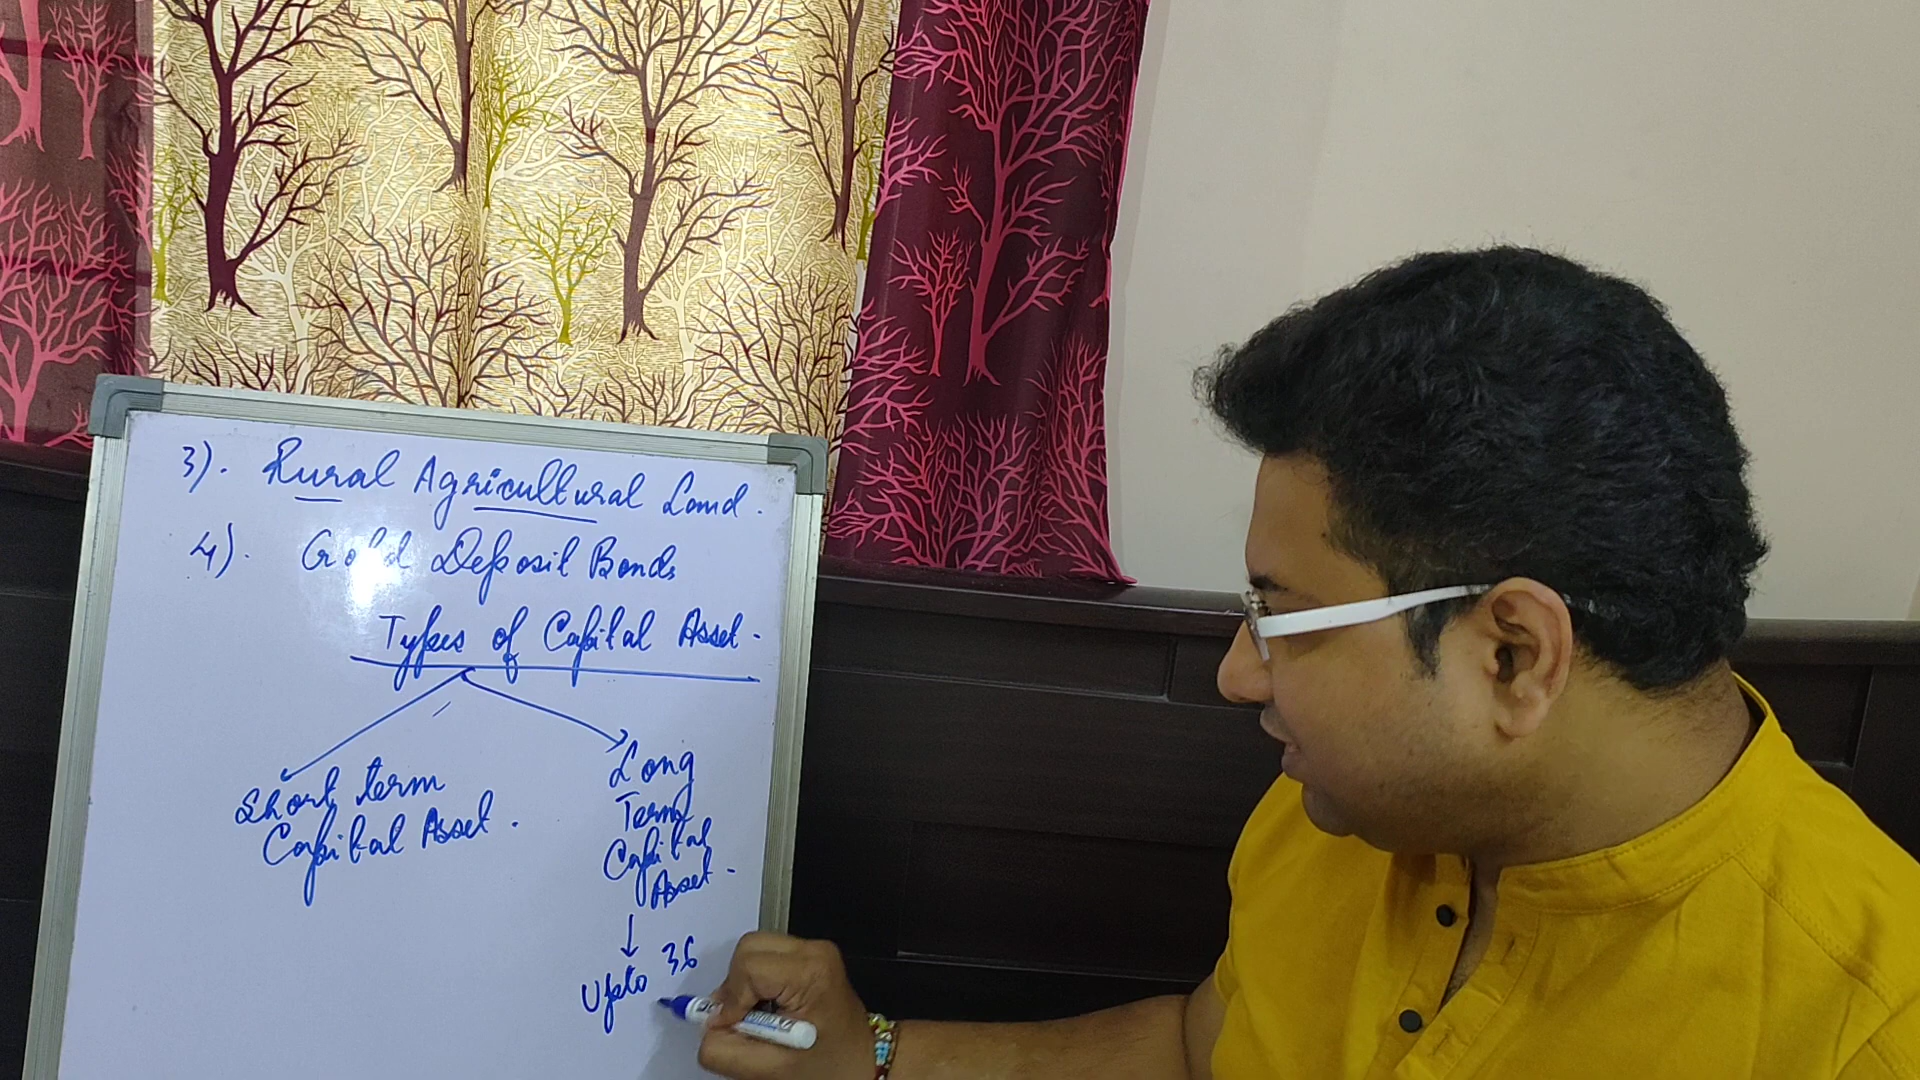 3). Rural Agricultural Land.
4). Gold Deposit Bonds
Types of Capital Asset.
Short term
Capital Asset.
Long
Term
Capital
Asset.
Upto 36